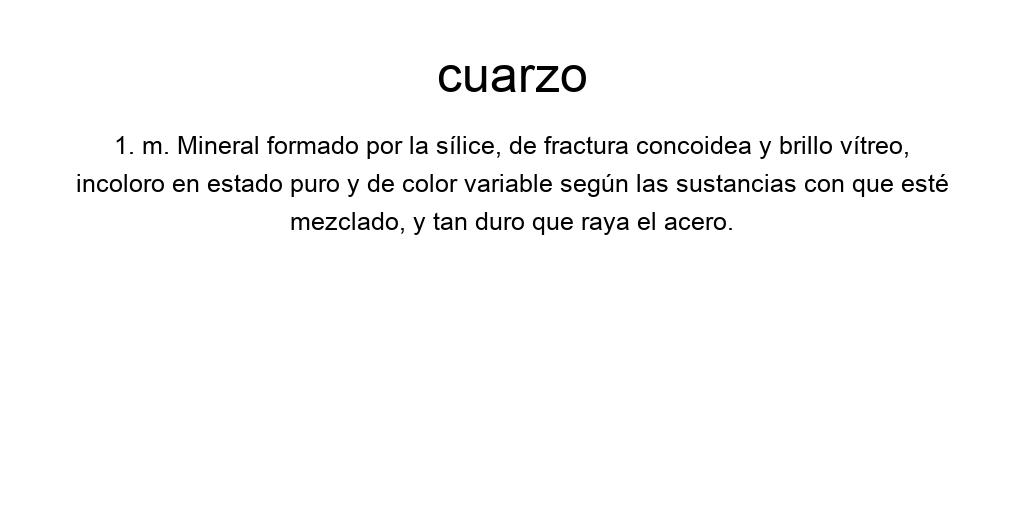 cuarzo
1. m. Mineral formado por la sílice, de fractura concoidea y brillo vítreo,
incoloro en estado puro y de color variable según las sustancias con que esté
mezclado, y tan duro que raya el acero.